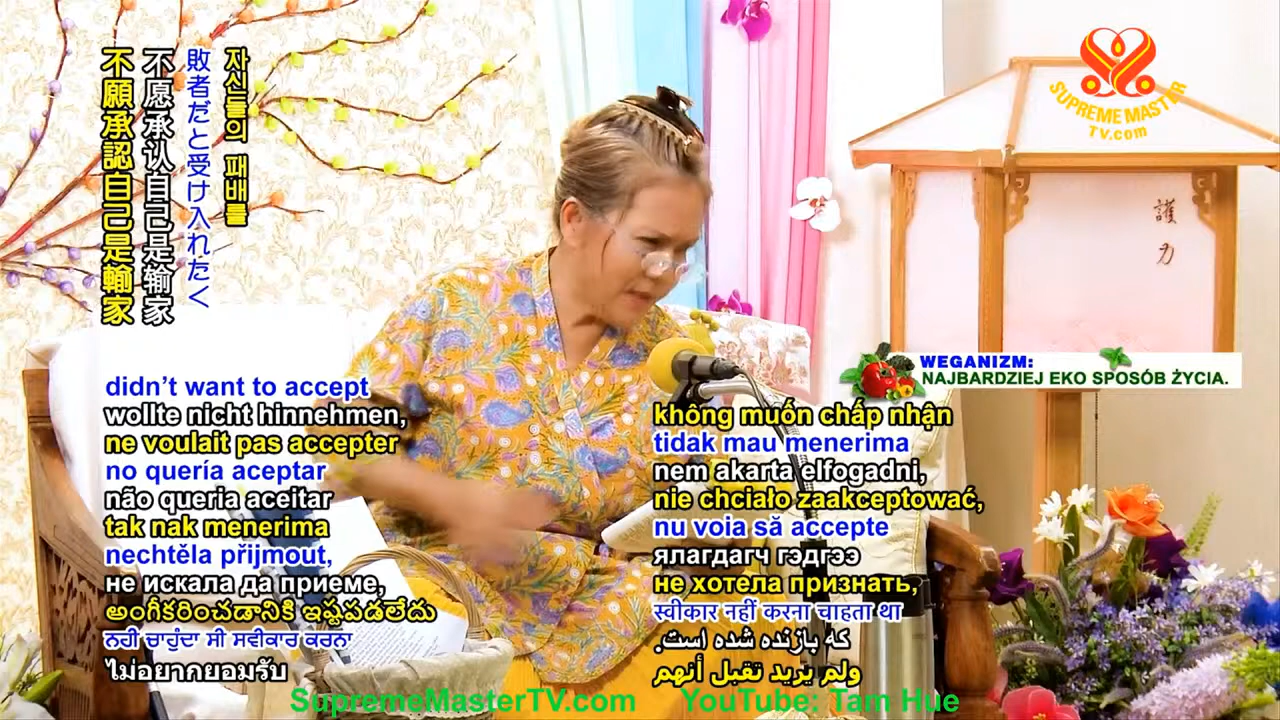 자신들의 패배를
敗者だと受け入れたく
不愿承认自己是输家
不願承認自己是輸家
SUPREME MASTER
TV.com
護力
WEGANIZM:
NAJBARDZIEJ EKO SPOSÓB ŻYCIA.
didn't want to accept
wollte nicht hinnehmen,
ne voulait pas accepter
no quería aceptar
não queria aceitar
tak nak menerima
nechtěla přijmout,
не искала да приеме,
అంగీకరించడానికి ఇష్టపడలేదు
ਨਹੀ ਚਾਹੁੰਦਾ ਸੀ ਸਵੀਕਾਰ ਕਰਨਾ
ไม่อยากยอมรับ
không muốn chấp nhận
tidak mau menerima
nem akarta elfogadni,
nie chciało zaakceptować,
nu voia să accepte
ялагдагч гэдгээ
не хотела признать,
स्वीकार नहीं करना चाहता था
که بازنده شده است.
ولم يريد تقبل أنهم
SupremeMasterTV.com YouTube: Tam Hue